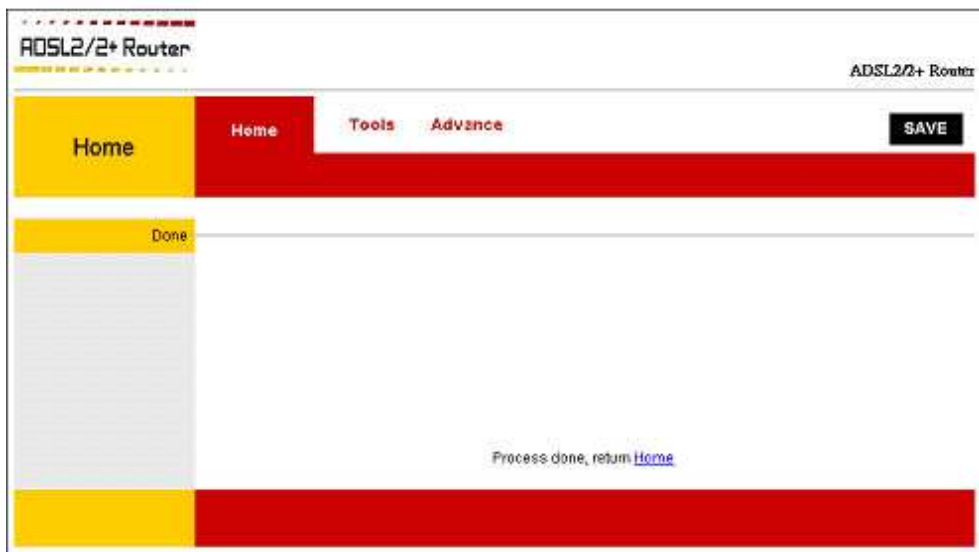 ADSL2/2+ Router
ADSL2/2+ Router
Home
Home Tools Advance
SAVE
Done
Process done, return Home